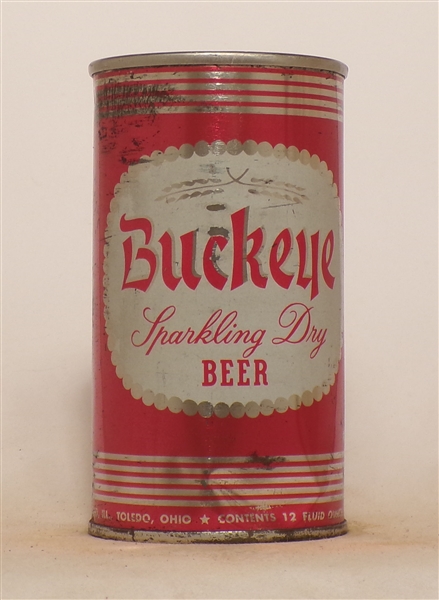 Buckeye
Sparkling Dry
BEER
TOLEDO, OHIO ★ CONTENTS 12 FLUID